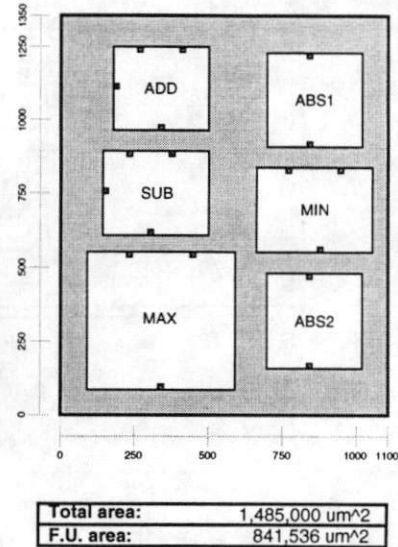 1350
1250
1000
750
500
250
0
ADD
ABS1
SUB
MIN
MAX
ABS2
0 250 500 750 1000 1100
Total area: 1,485,000 um^2
F.U. area: 841,536 um^2